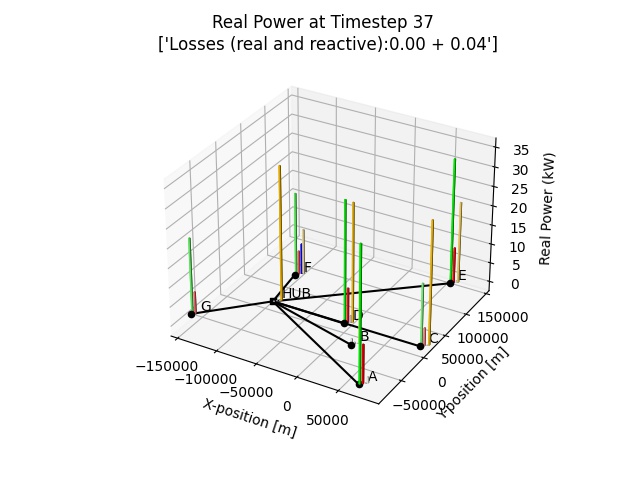 Real Power at Timestep 37
['Losses (real and reactive):0.00 + 0.04']
35
30
25
20
15
10
5
0
Real Power (kW)
F
HUB
E
G
D
B
C
A
150000
100000
50000
0
−50000
Y-position [m]
−150000
−100000
−50000
0
50000
X-position [m]